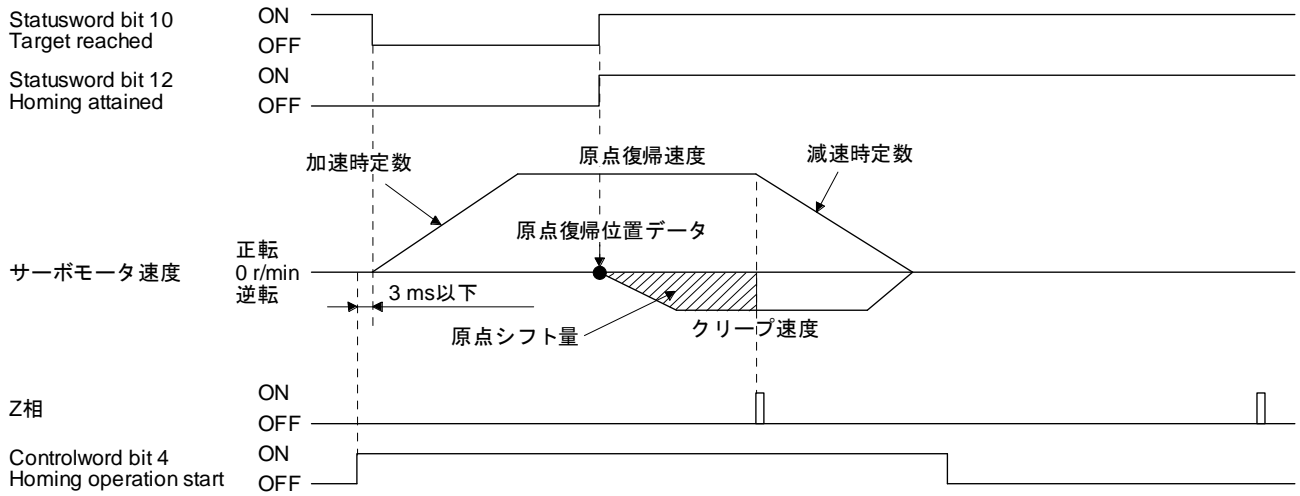 Statusword bit 10
Target reached
ON
OFF
Statusword bit 12
Homing attained
ON
OFF
加速時定数
原点復帰速度
減速時定数
原点復帰位置データ
サーボモータ速度
正転
0 r/min
逆転
3 ms以下
原点シフト量
クリープ速度
Z相
ON
OFF
Controlword bit 4
Homing operation start
ON
OFF